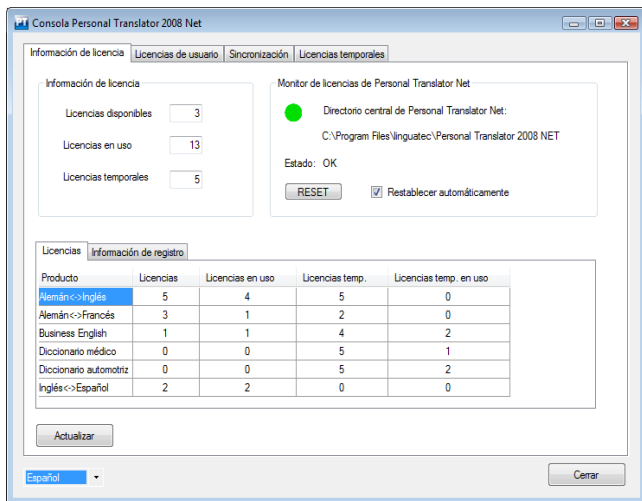 PT Consola Personal Translator 2008 Net
Información de licencia Licencias de usuario Sincronización Licencias temporales
Información de licencia
Licencias disponibles 3
Licencias en uso 13
Licencias temporales 5
Monitor de licencias de Personal Translator Net
Directorio central de Personal Translator Net:
C:\Program Files\linguatec\Personal Translator 2008 NET
Estado: OK
RESET Restablecer automáticamente
Licencias Información de registro
Producto Licencias Licencias en uso Licencias temp. Licencias temp. en uso
Alemán<->Inglés 5 4 5 0
Alemán<->Francés 3 1 2 0
Business English 1 1 4 2
Diccionario médico 0 0 5 1
Diccionario automotriz 0 0 5 2
Inglés<->Español 2 2 0 0
Actualizar
Español Cerrar